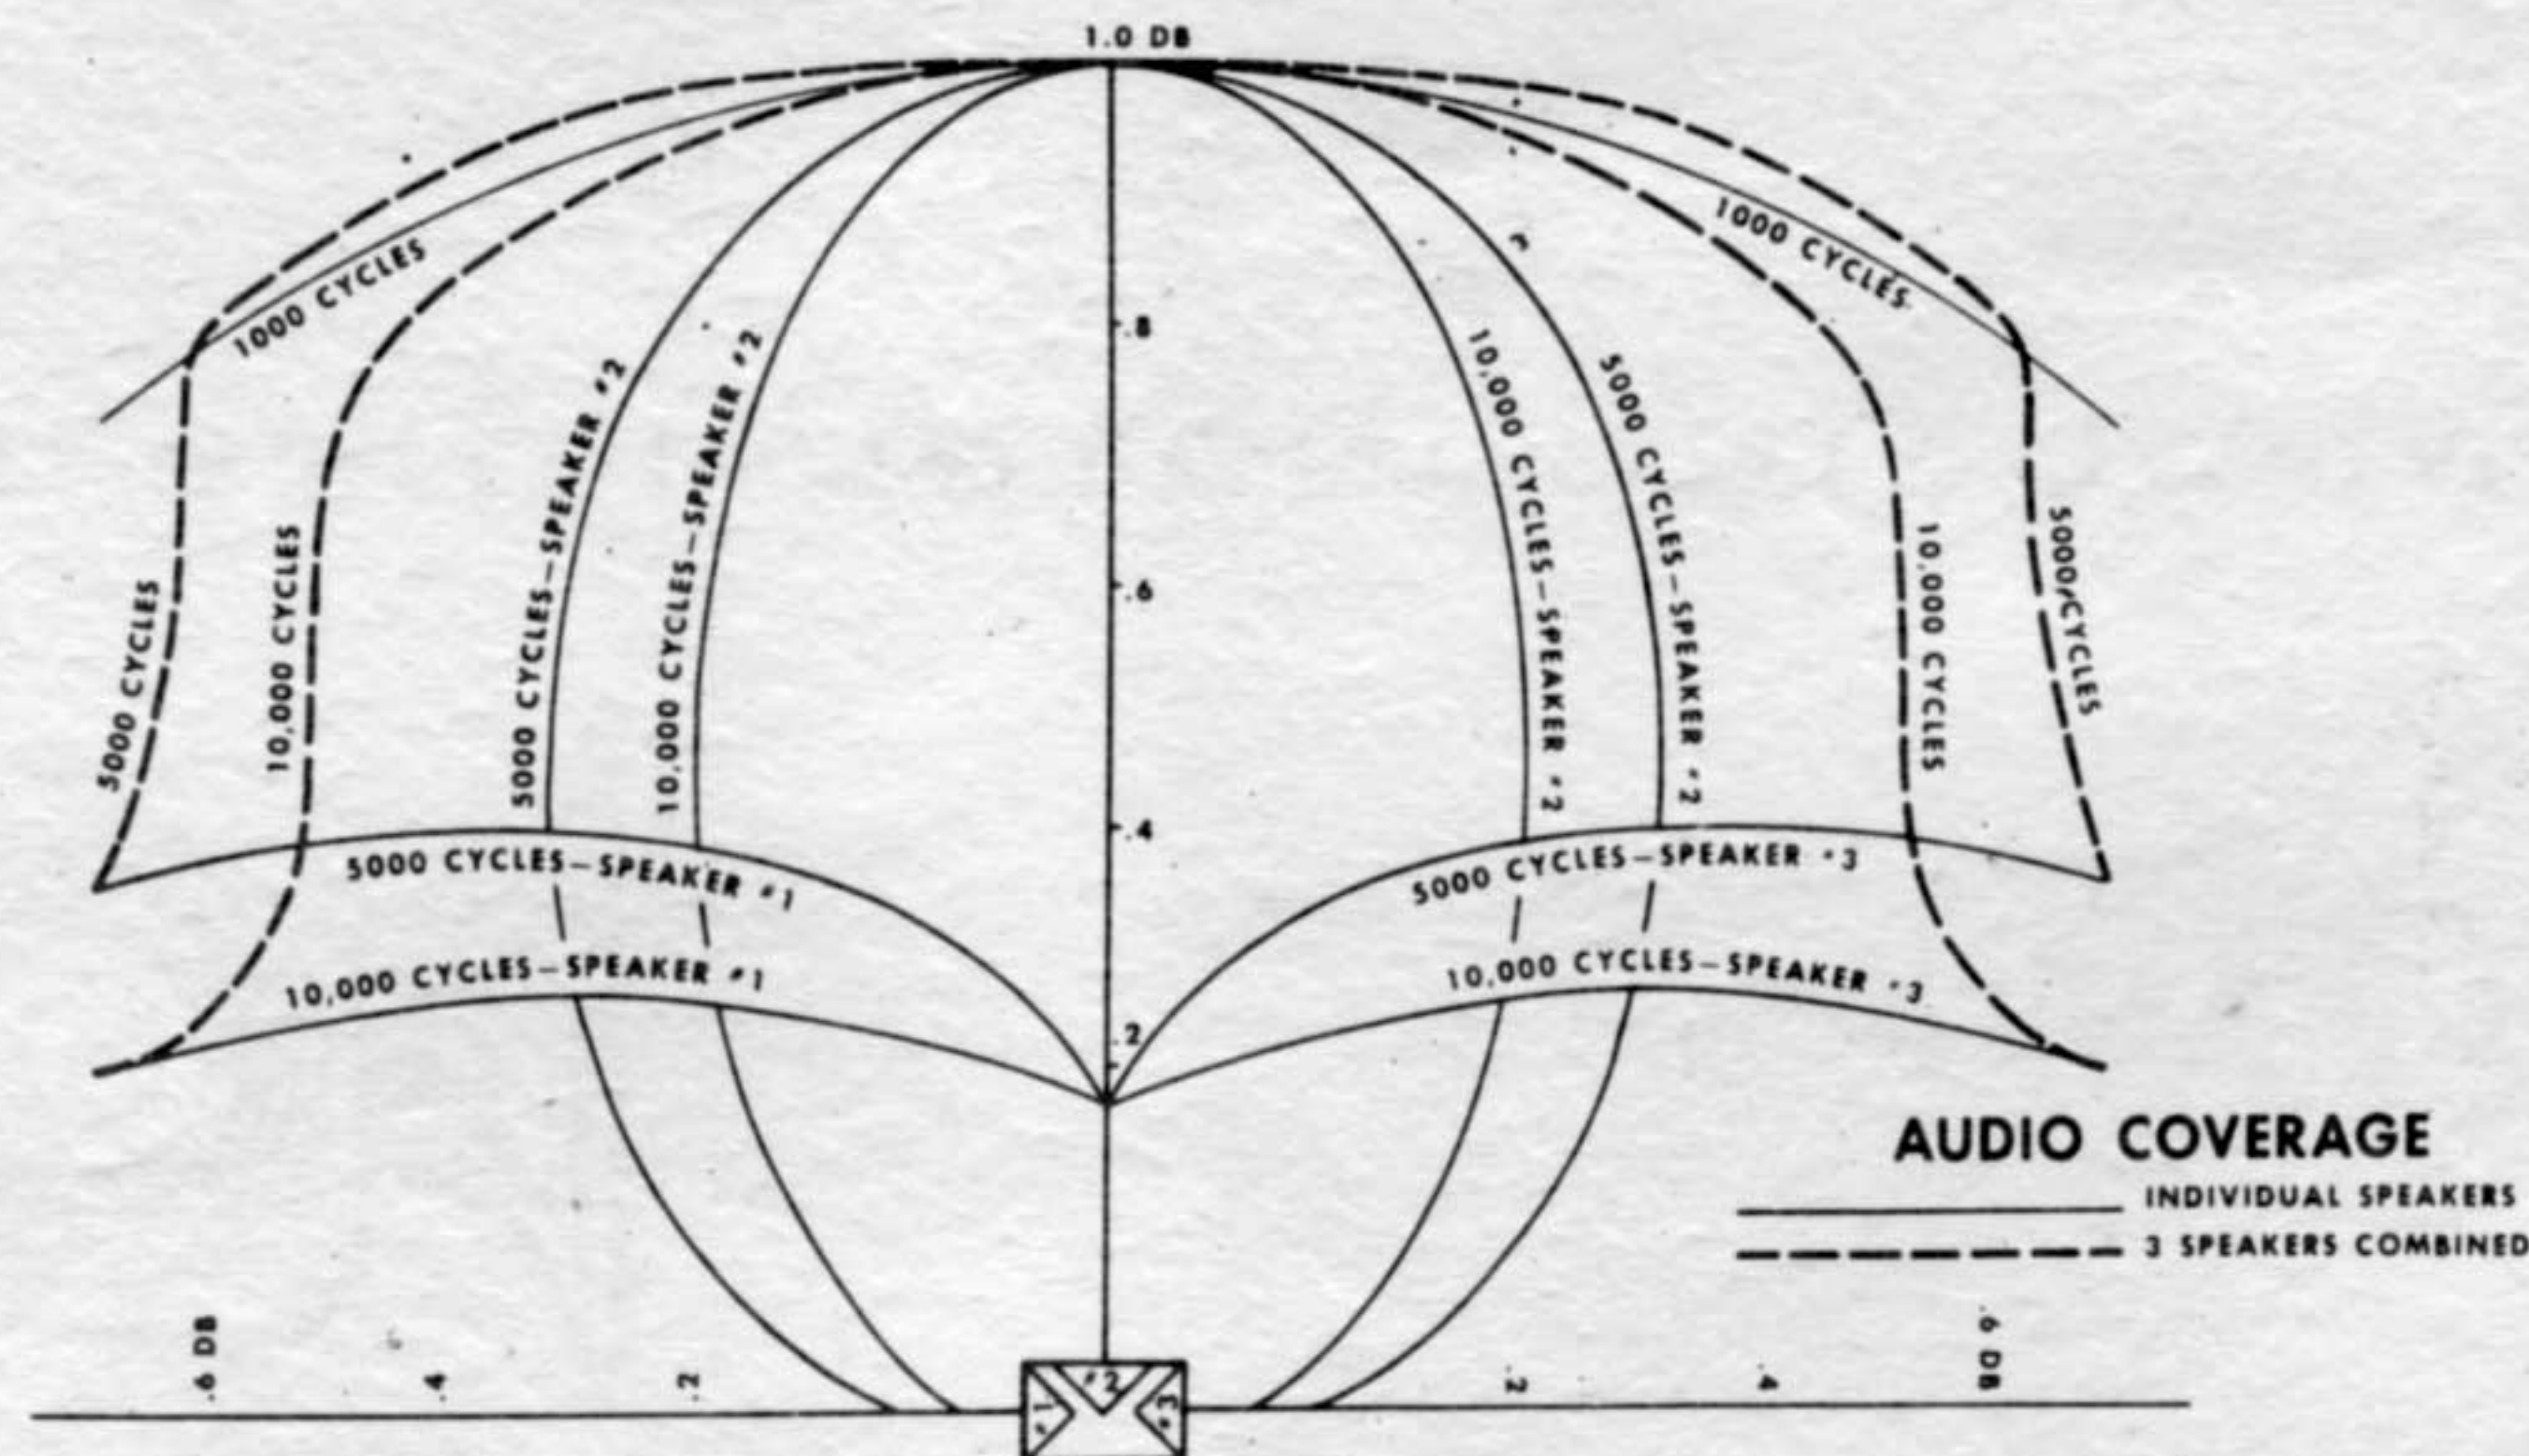 1.0 DB
1000 CYCLES
1000 CYCLES
.8
5000 CYCLES—SPEAKER #2
10,000 CYCLES—SPEAKER #2
10,000 CYCLES—SPEAKER #2
5000 CYCLES—SPEAKER #2
5000 CYCLES
10,000 CYCLES
.6
10,000 CYCLES
5000 CYCLES
.4
5000 CYCLES—SPEAKER #1
5000 CYCLES—SPEAKER #3
10,000 CYCLES—SPEAKER #1
10,000 CYCLES—SPEAKER #3
.2
AUDIO COVERAGE
INDIVIDUAL SPEAKERS
3 SPEAKERS COMBINED
.6 DB
.4
.2
#1
#2
#3
.2
.4
.6 DB